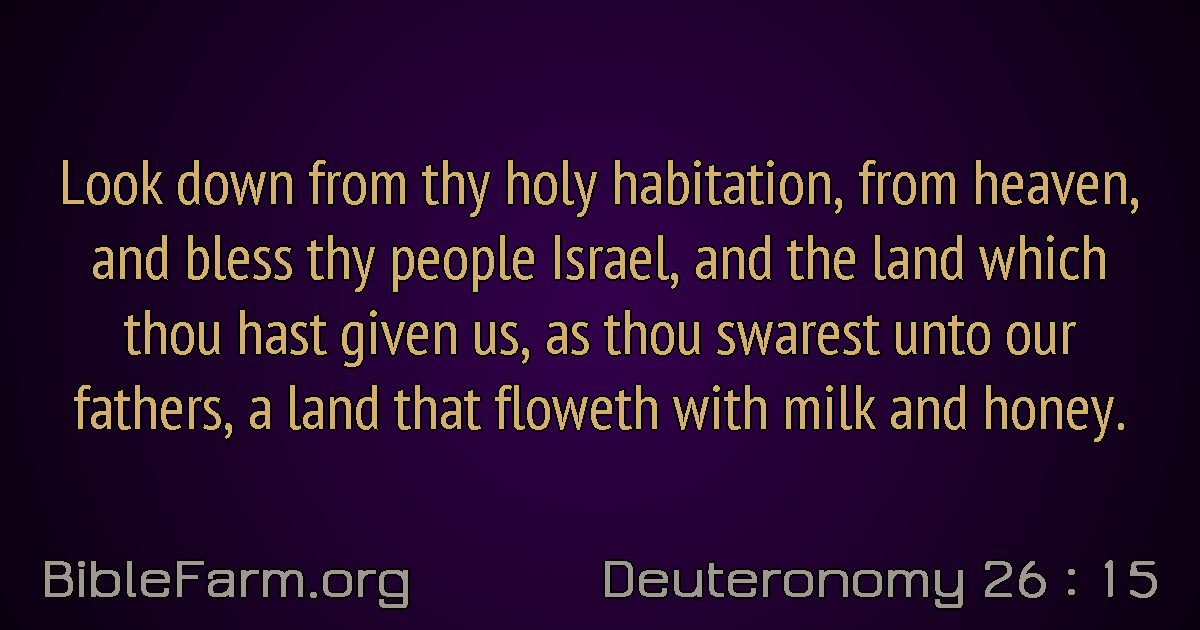 Look down from thy holy habitation, from heaven,
and bless thy people Israel, and the land which
thou hast given us, as thou swarest unto our
fathers, a land that floweth with milk and honey.
BibleFarm.org
Deuteronomy 26 : 15